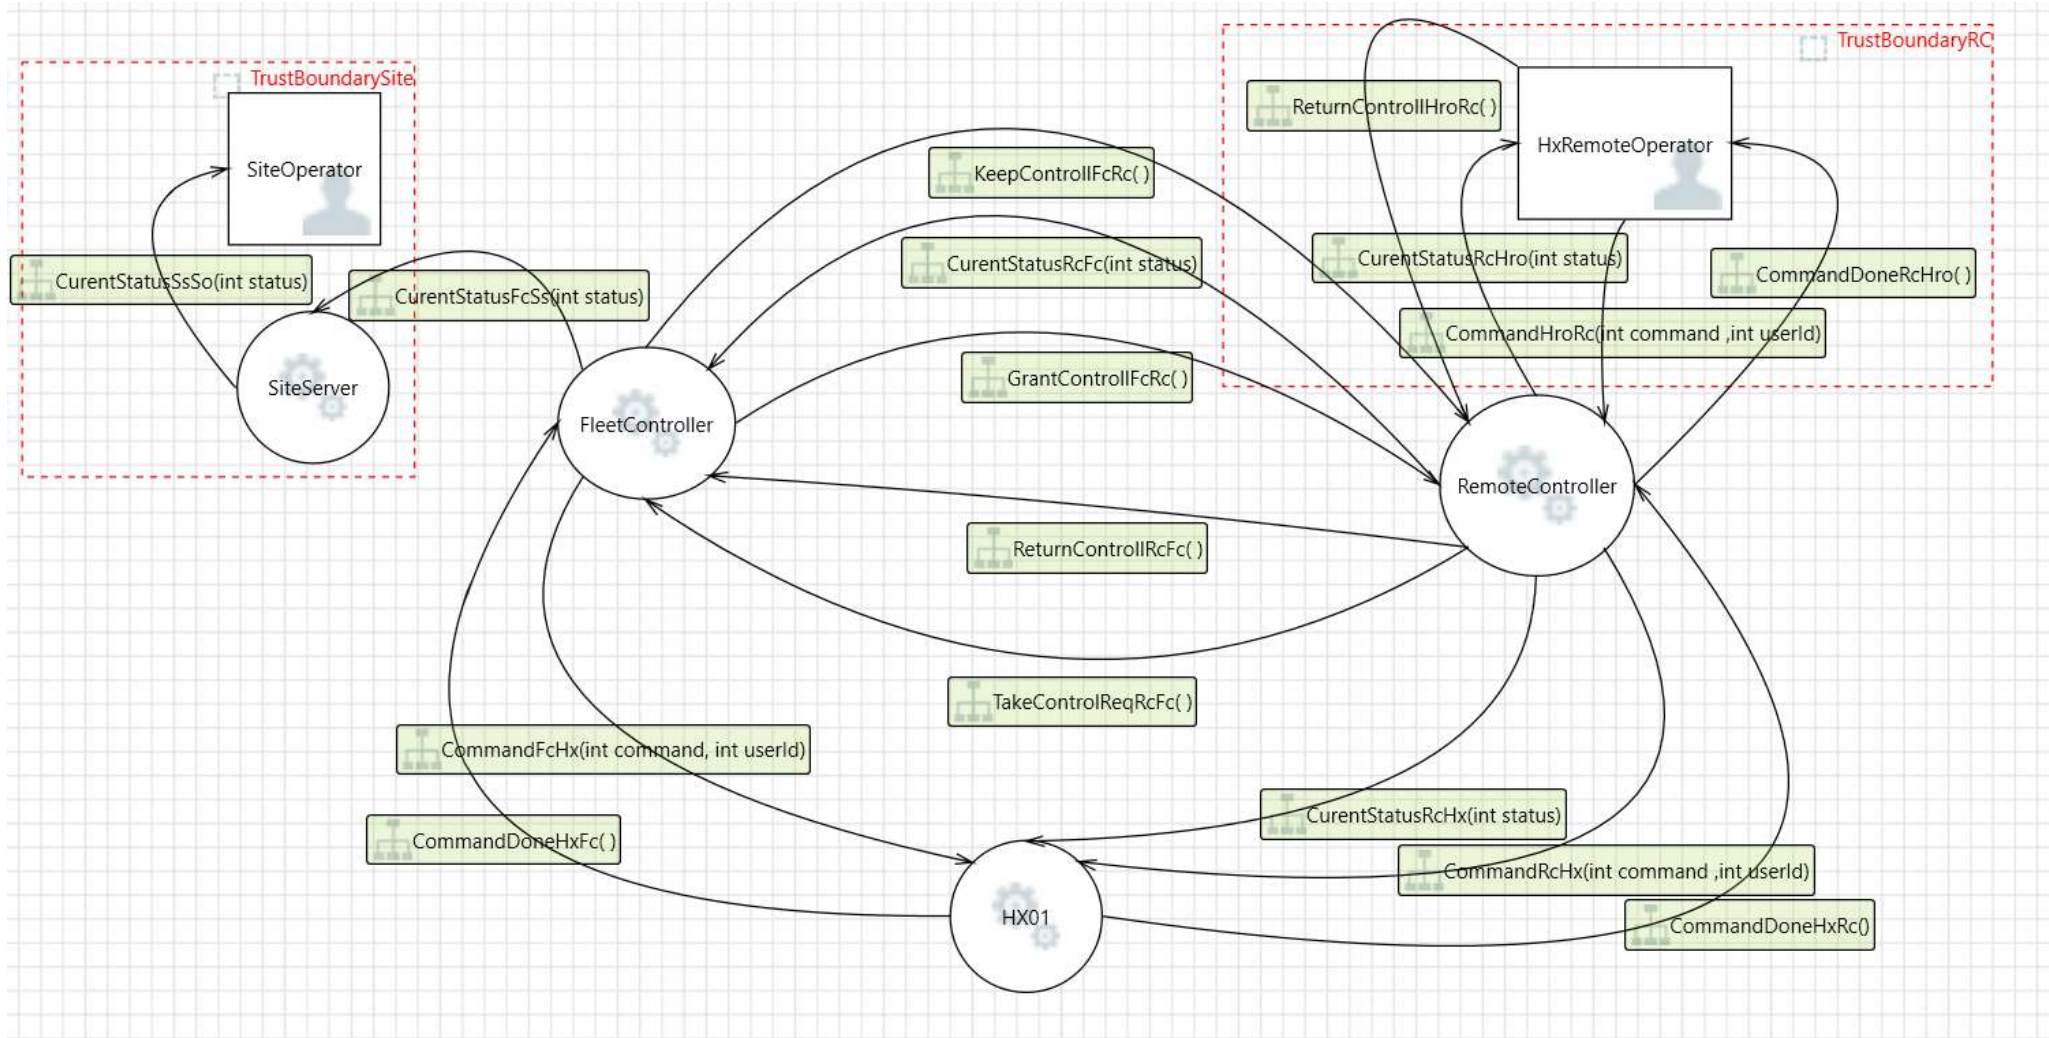 TrustBoundaryRC
TrustBoundarySite
ReturnControllHroRc( )
HxRemoteOperator
SiteOperator
KeepControllFcRc( )
CurentStatusRcFc(int status)
CurentStatusRcHro(int status)
CommandDoneRcHro( )
CurentStatusSsSo(int status)
CurentStatusFcSs(int status)
CommandHroRc(int command ,int userId)
SiteServer
GrantControllFcRc( )
FleetController
RemoteController
ReturnControllRcFc( )
TakeControlReqRcFc( )
CommandFcHx(int command, int userId)
CurentStatusRcHx(int status)
CommandDoneHxFc( )
CommandRcHx(int command ,int userId)
HX01
CommandDoneHxRc()